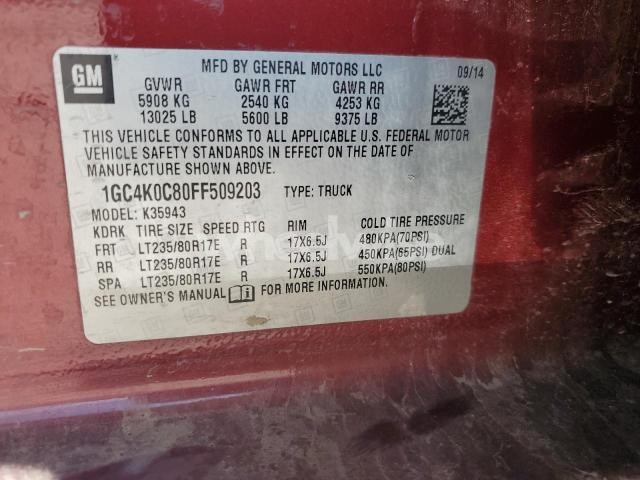 GM
MFD BY GENERAL MOTORS LLC 09/14
GVWR GAWR FRT GAWR RR
5908 KG 2540 KG 4253 KG
13025 LB 5600 LB 9375 LB
THIS VEHICLE CONFORMS TO ALL APPLICABLE U.S. FEDERAL MOTOR
VEHICLE SAFETY STANDARDS IN EFFECT ON THE DATE OF
MANUFACTURE SHOWN ABOVE.
1GC4K0C80FF509203 TYPE: TRUCK
MODEL: K35943
KDRK TIRE SIZE SPEED RTG RIM COLD TIRE PRESSURE
FRT LT235/80R17E R 17X6.5J 480KPA(70PSI)
RR LT235/80R17E R 17X6.5J 450KPA(65PSI) DUAL
SPA LT235/80R17E R 17X6.5J 550KPA(80PSI)
SEE OWNER'S MANUAL FOR MORE INFORMATION.